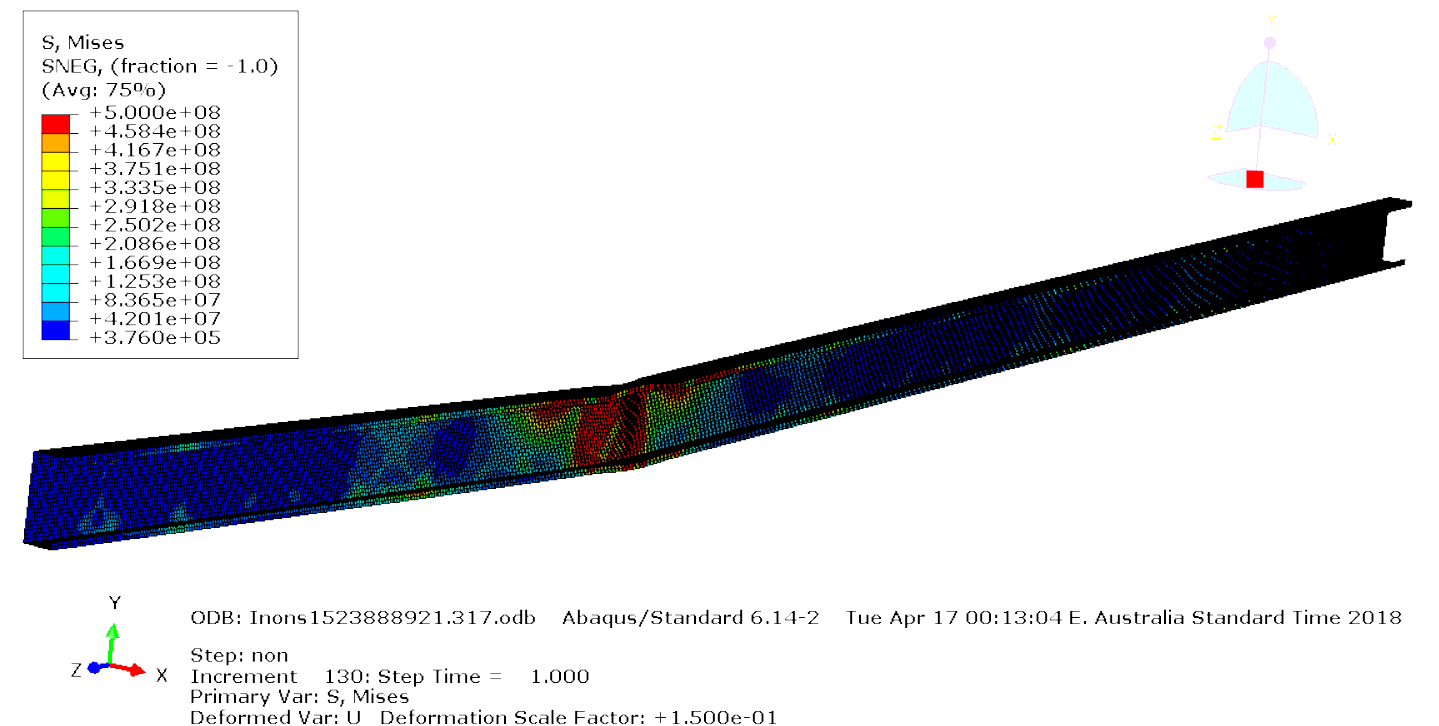 S, Mises
SNEG, (fraction = -1.0)
(Avg: 75%)
+5.000e+08
+4.584e+08
+4.167e+08
+3.751e+08
+3.335e+08
+2.918e+08
+2.502e+08
+2.086e+08
+1.669e+08
+1.253e+08
+8.365e+07
+4.201e+07
+3.760e+05
Y
Z X
Y
Z X
ODB: Inons1523888921.317.odb Abaqus/Standard 6.14-2 Tue Apr 17 00:13:04 E. Australia Standard Time 2018
Step: non
Increment 130: Step Time = 1.000
Primary Var: S, Mises
Deformed Var: U Deformation Scale Factor: +1.500e-01